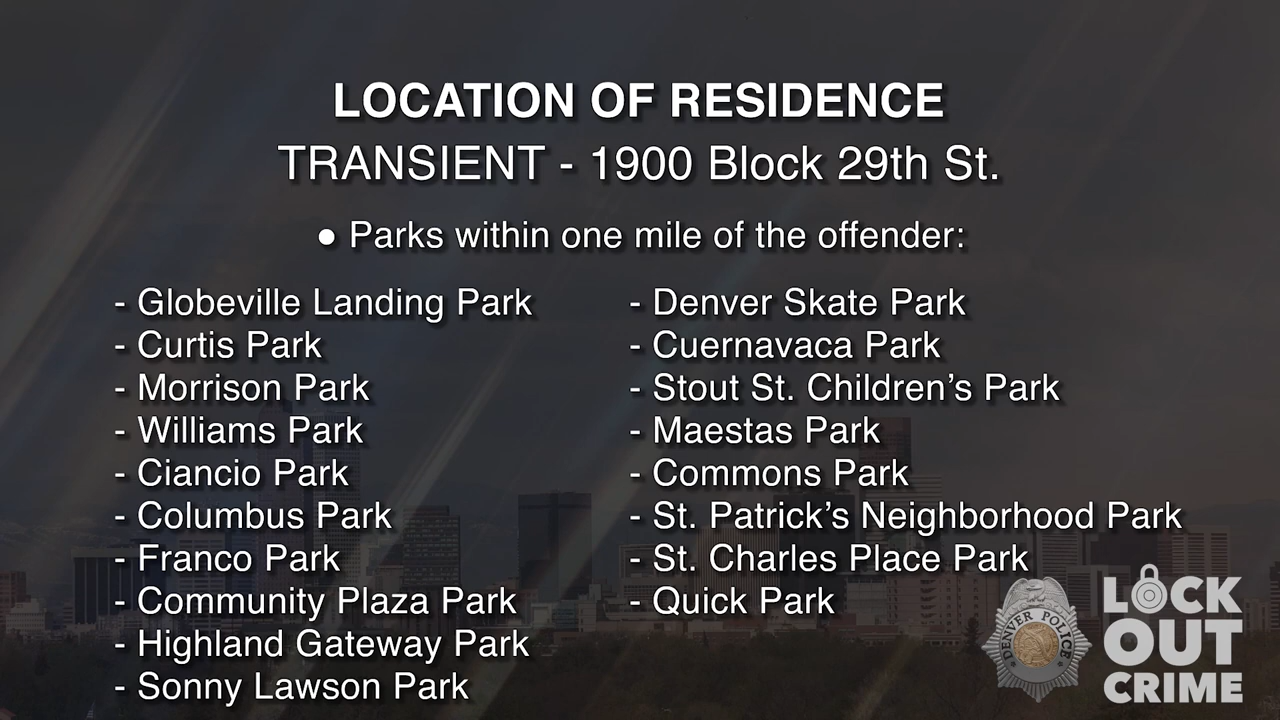 LOCATION OF RESIDENCE
TRANSIENT - 1900 Block 29th St.
● Parks within one mile of the offender:
- Globeville Landing Park
- Curtis Park
- Morrison Park
- Williams Park
- Ciancio Park
- Columbus Park
- Franco Park
- Community Plaza Park
- Highland Gateway Park
- Sonny Lawson Park
- Denver Skate Park
- Cuernavaca Park
- Stout St. Children’s Park
- Maestas Park
- Commons Park
- St. Patrick’s Neighborhood Park
- St. Charles Place Park
- Quick Park
DENVER POLICE
LOCK
OUT
CRIME